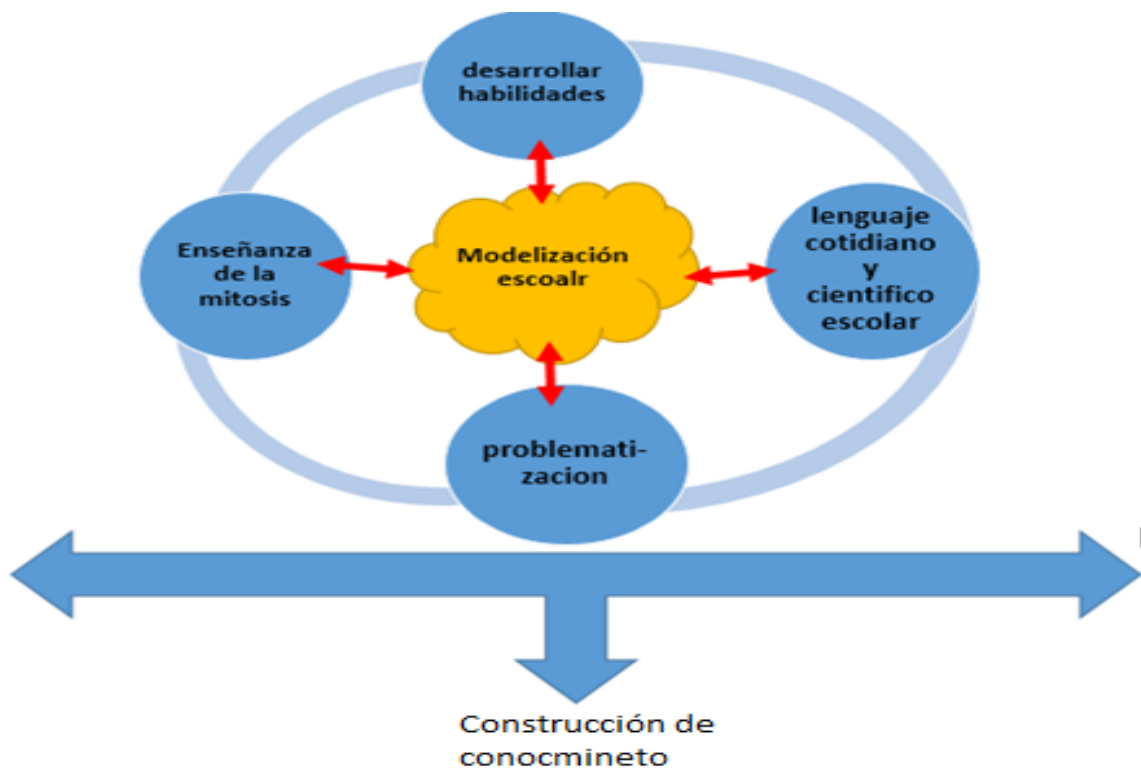 desarrollar
habilidades
Enseñanza
de la
mitosis
Modelización
escoalr
lenguaje
cotidiano
y
cientifico
escolar
problemati-
zacion
Construcción de
conocmineto